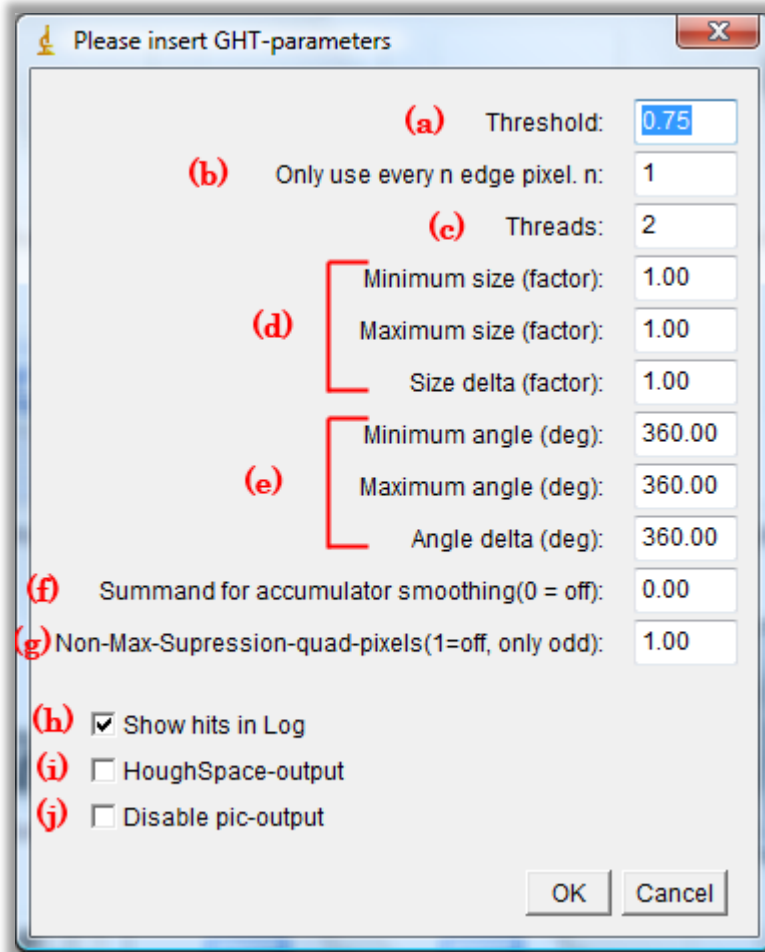 Please insert GHT-parameters
(a) Threshold: 0.75
(b) Only use every n edge pixel. n: 1
(c) Threads: 2
Minimum size (factor): 1.00
(d) Maximum size (factor): 1.00
Size delta (factor): 1.00
Minimum angle (deg): 360.00
(e) Maximum angle (deg): 360.00
Angle delta (deg): 360.00
(f) Summand for accumulator smoothing(0 = off): 0.00
(g) Non-Max-Supression-quad-pixels(1=off, only odd): 1.00
(h) Show hits in Log
(i) HoughSpace-output
(j) Disable pic-output
OK Cancel